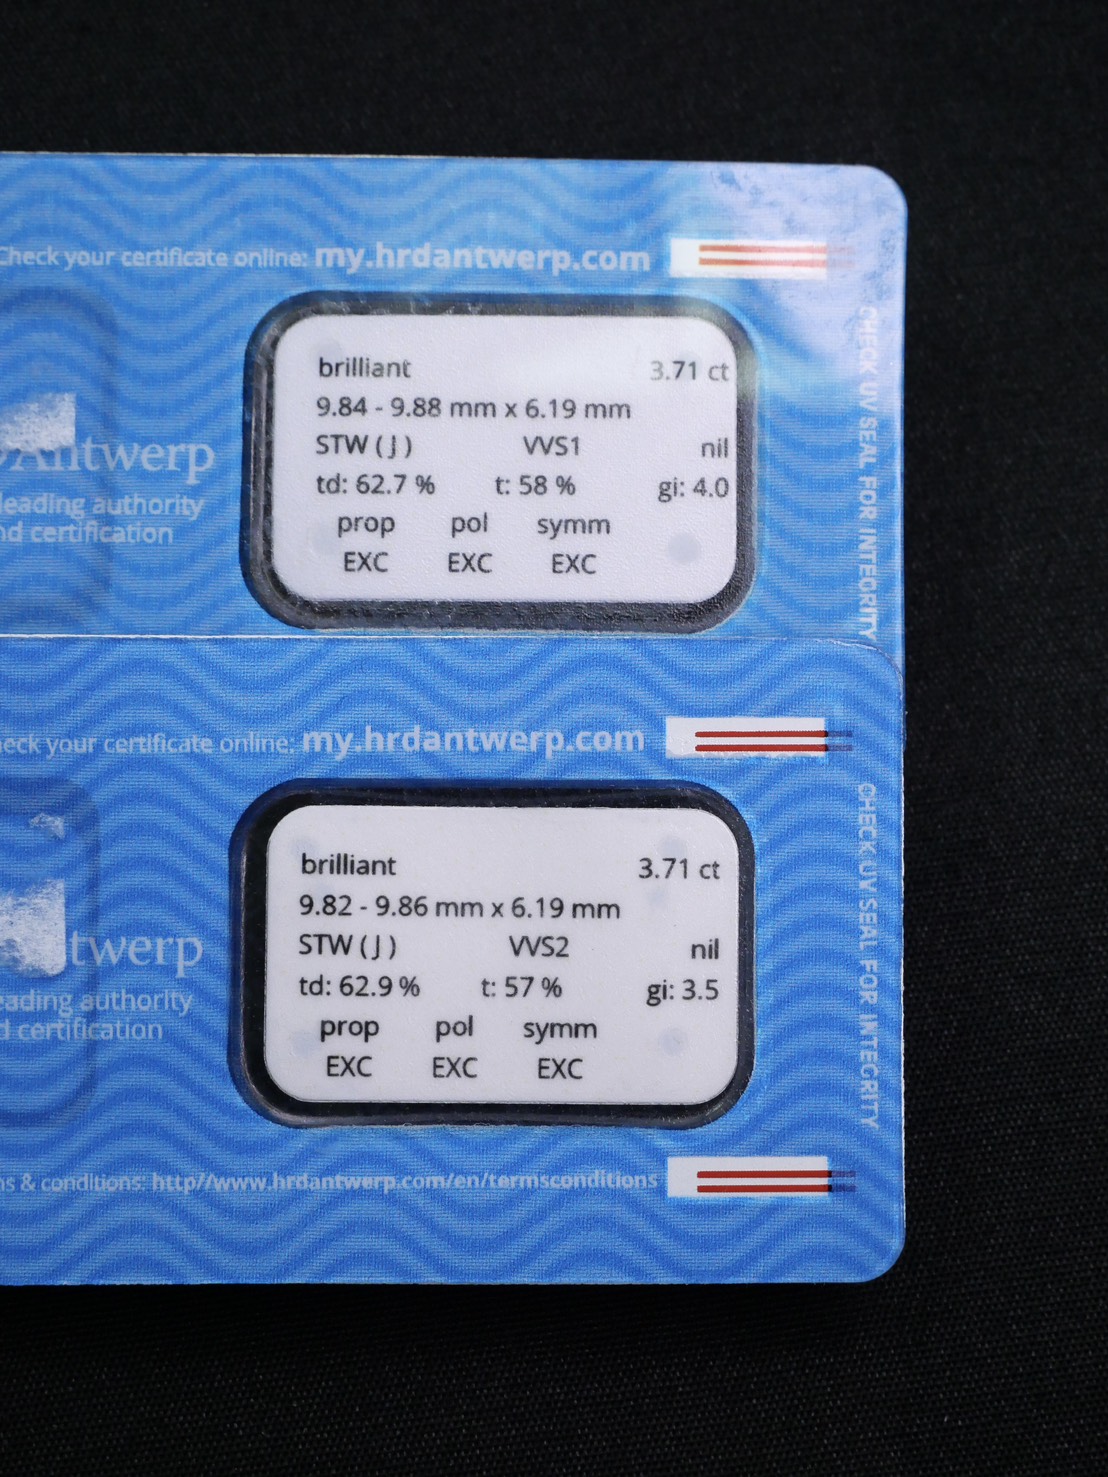 Check your certificate online: my.hrdantwerp.com
brilliant 3.71 ct
9.84 - 9.88 mm x 6.19 mm
STW ( J ) VVS1 nil
td: 62.7 % t: 58 % gi: 4.0
prop pol symm
EXC EXC EXC
Antwerp
leading authority
certification
CHECK UV SEAL FOR INTEGRITY
your certificate online: my.hrdantwerp.com
brilliant 3.71 ct
9.82 - 9.86 mm x 6.19 mm
STW ( J ) VVS2 nil
td: 62.9 % t: 57 % gi: 3.5
prop pol symm
EXC EXC EXC
twerp
eading authority
d certification
CHECK UV SEAL FOR INTEGRITY
& conditions: http//www.hrdantwerp.com/en/termsconditions